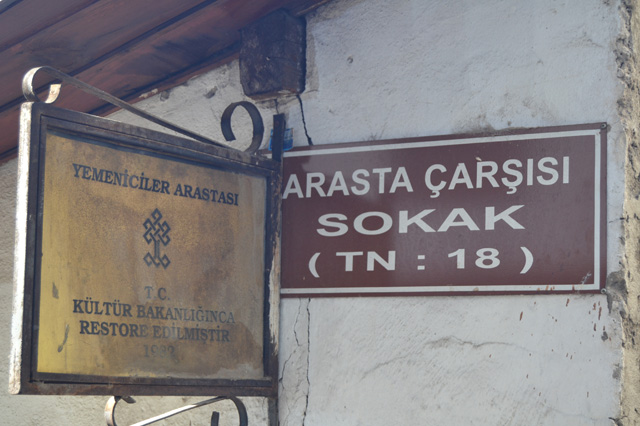 YEMENİCİLER ARASTASI
T.C.
KÜLTÜR BAKANLIĞINCA
RESTORE EDİLMİŞTİR
ARASTA ÇARŞISI
SOKAK
( TN : 18 )